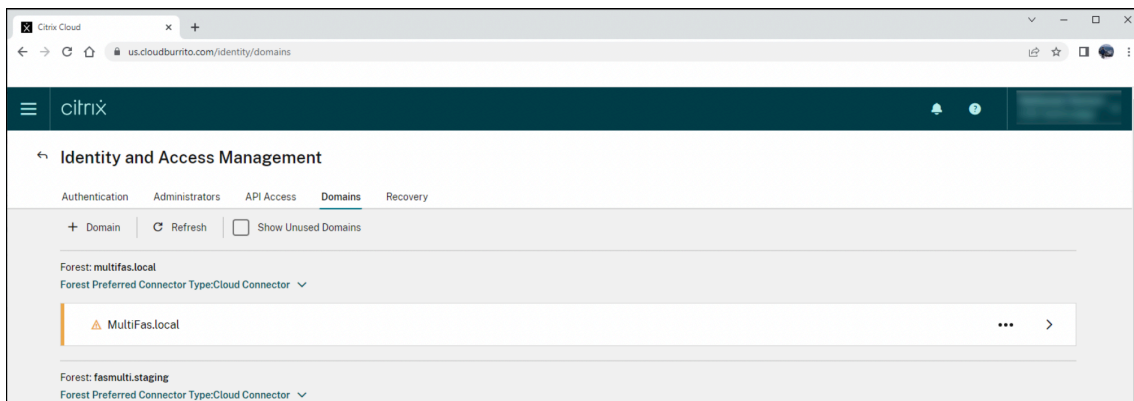 Citrix Cloud
us.cloudburrito.com/identity/domains
citrix
Identity and Access Management
Authentication Administrators API Access Domains Recovery
+ Domain Refresh Show Unused Domains
Forest: multifas.local
Forest Preferred Connector Type:Cloud Connector
MultiFas.local
Forest: fasmulti.staging
Forest Preferred Connector Type:Cloud Connector